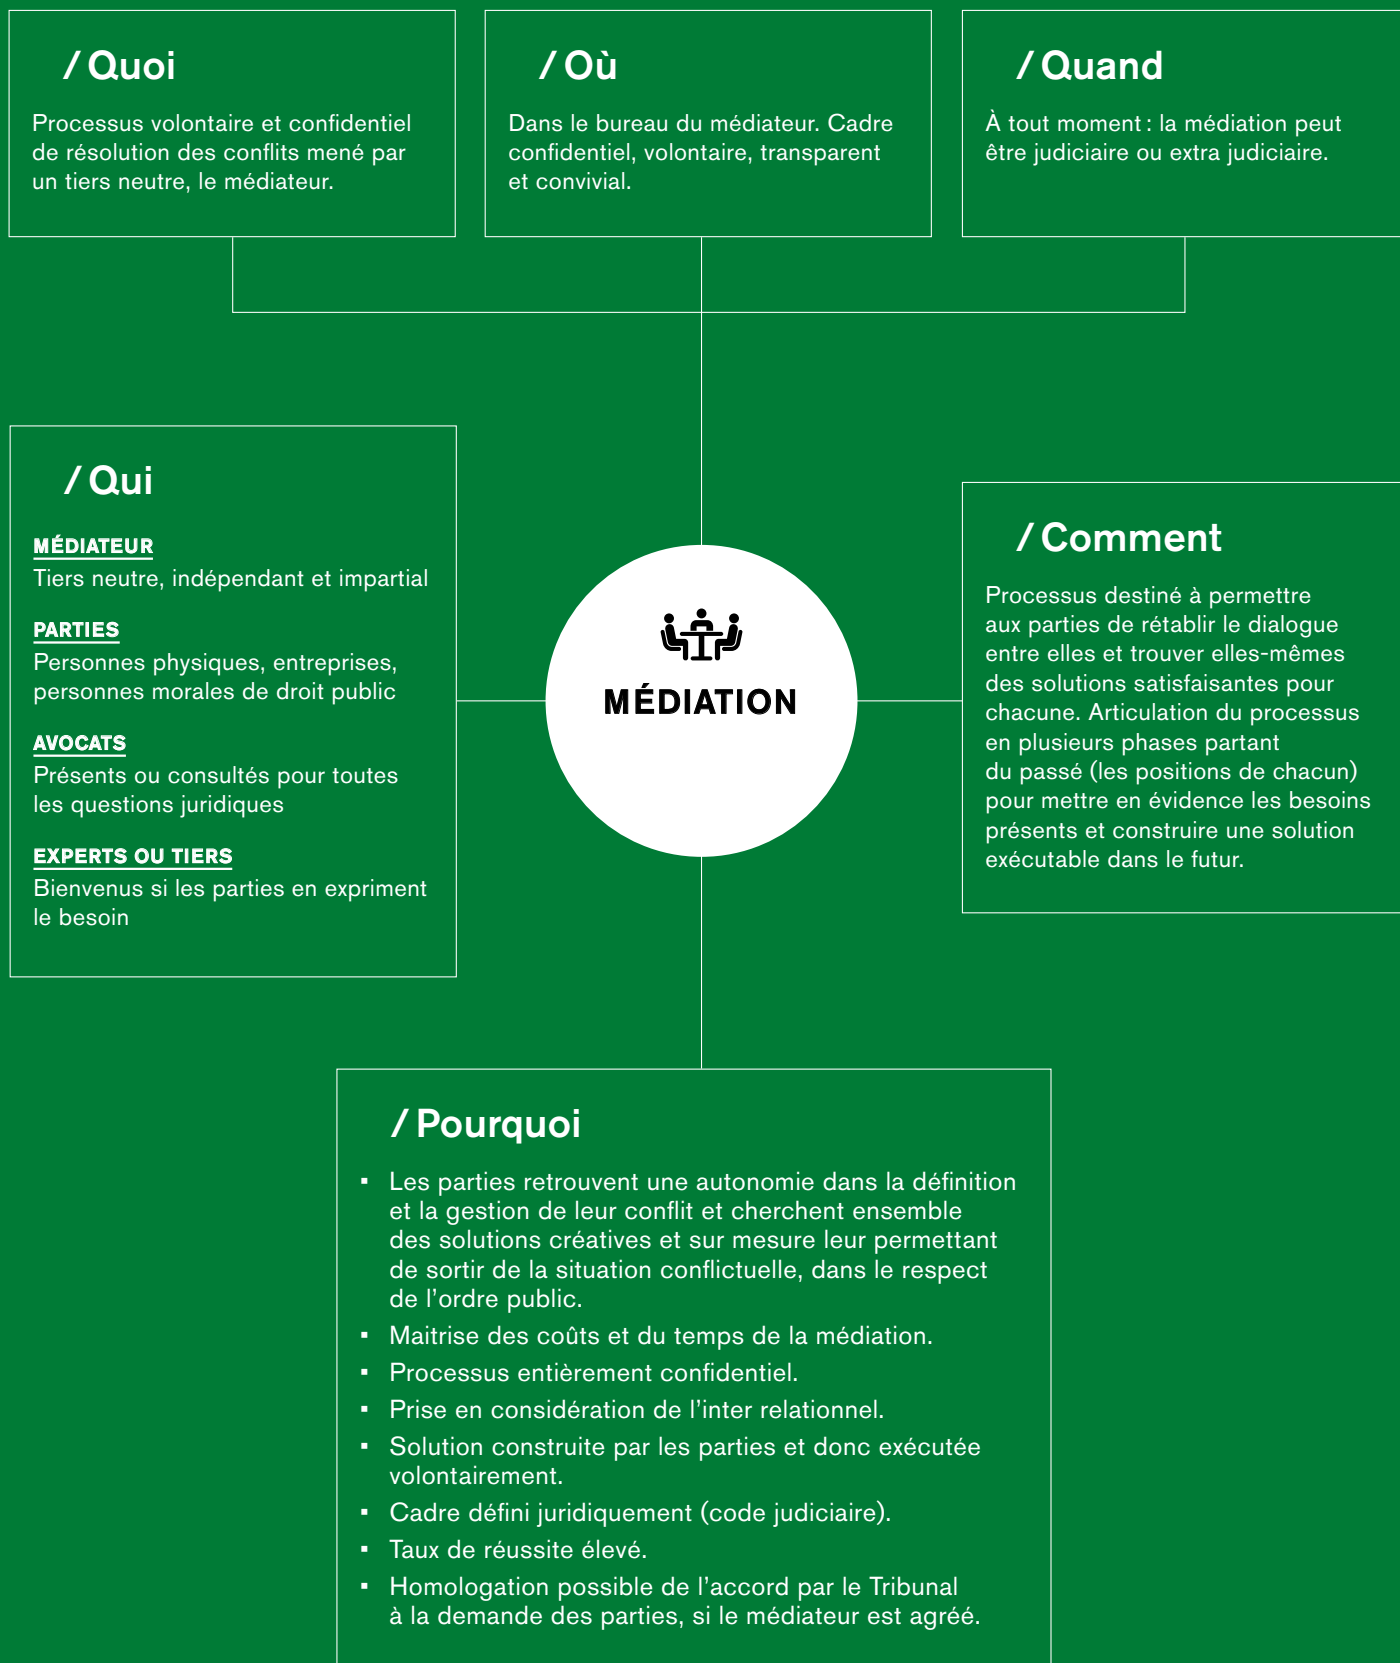 / Quoi
Processus volontaire et confidentiel
de résolution des conflits mené par
un tiers neutre, le médiateur.
/ Où
Dans le bureau du médiateur. Cadre
confidentiel, volontaire, transparent
et convivial.
/ Quand
À tout moment : la médiation peut
être judiciaire ou extra judiciaire.
/ Qui
MÉDIATEUR
Tiers neutre, indépendant et impartial
PARTIES
Personnes physiques, entreprises,
personnes morales de droit public
AVOCATS
Présents ou consultés pour toutes
les questions juridiques
EXPERTS OU TIERS
Bienvenus si les parties en expriment
le besoin
MÉDIATION
/ Comment
Processus destiné à permettre
aux parties de rétablir le dialogue
entre elles et trouver elles-mêmes
des solutions satisfaisantes pour
chacune. Articulation du processus
en plusieurs phases partant
du passé (les positions de chacun)
pour mettre en évidence les besoins
présents et construire une solution
exécutable dans le futur.
/ Pourquoi
▪ Les parties retrouvent une autonomie dans la définition
et la gestion de leur conflit et cherchent ensemble
des solutions créatives et sur mesure leur permettant
de sortir de la situation conflictuelle, dans le respect
de l’ordre public.
▪ Maitrise des coûts et du temps de la médiation.
▪ Processus entièrement confidentiel.
▪ Prise en considération de l’inter relationnel.
▪ Solution construite par les parties et donc exécutée
volontairement.
▪ Cadre défini juridiquement (code judiciaire).
▪ Taux de réussite élevé.
▪ Homologation possible de l’accord par le Tribunal
à la demande des parties, si le médiateur est agréé.